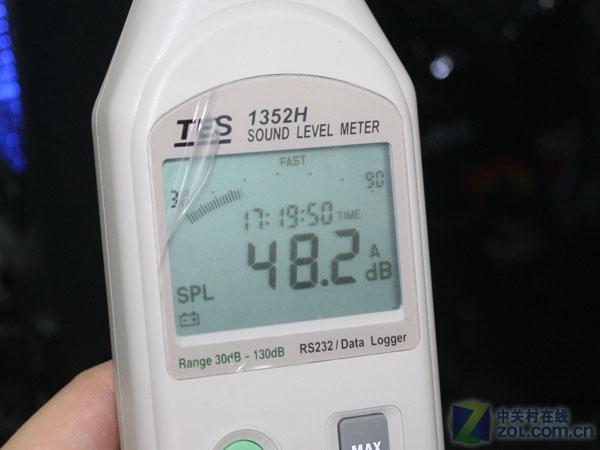 TES 1352H
SOUND LEVEL METER
FAST
30 90
17:19:50 TIME
48.2 A dB
SPL
Range 30dB - 130dB RS232/Data Logger
MAX
中关村在线
zol.com.cn